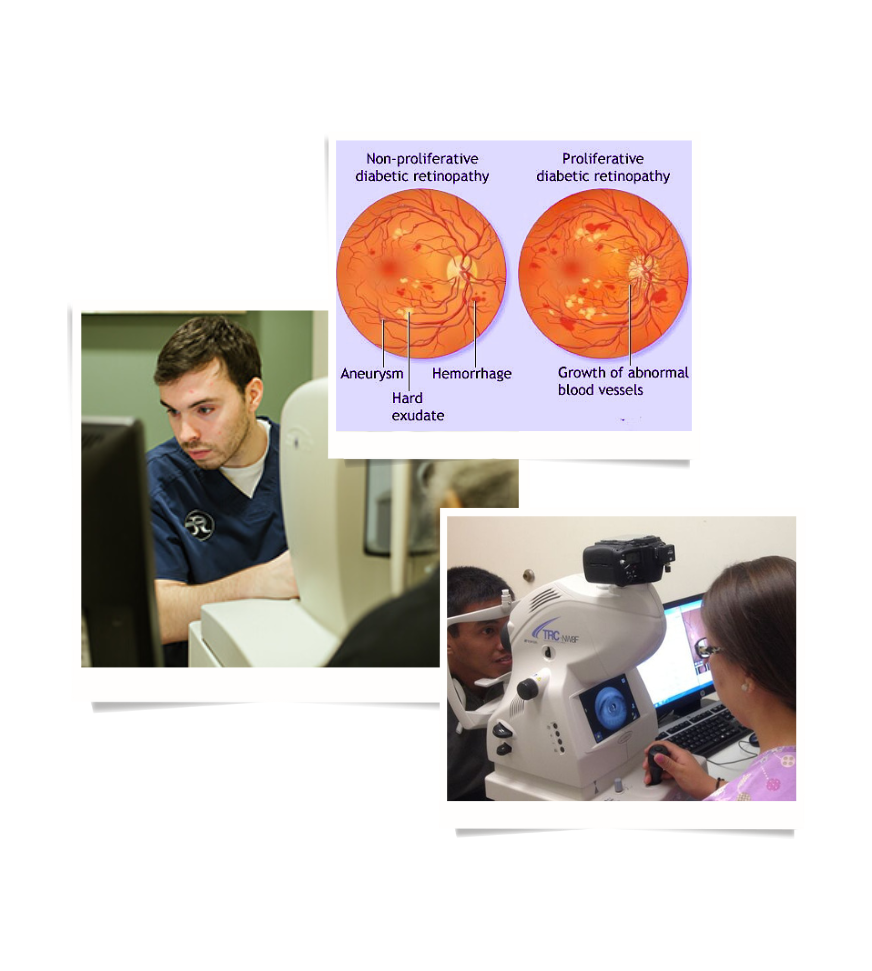 Non-proliferative
diabetic retinopathy
Proliferative
diabetic retinopathy
Aneurysm
Hard
exudate
Hemorrhage
Growth of abnormal
blood vessels
TRC-NW8F